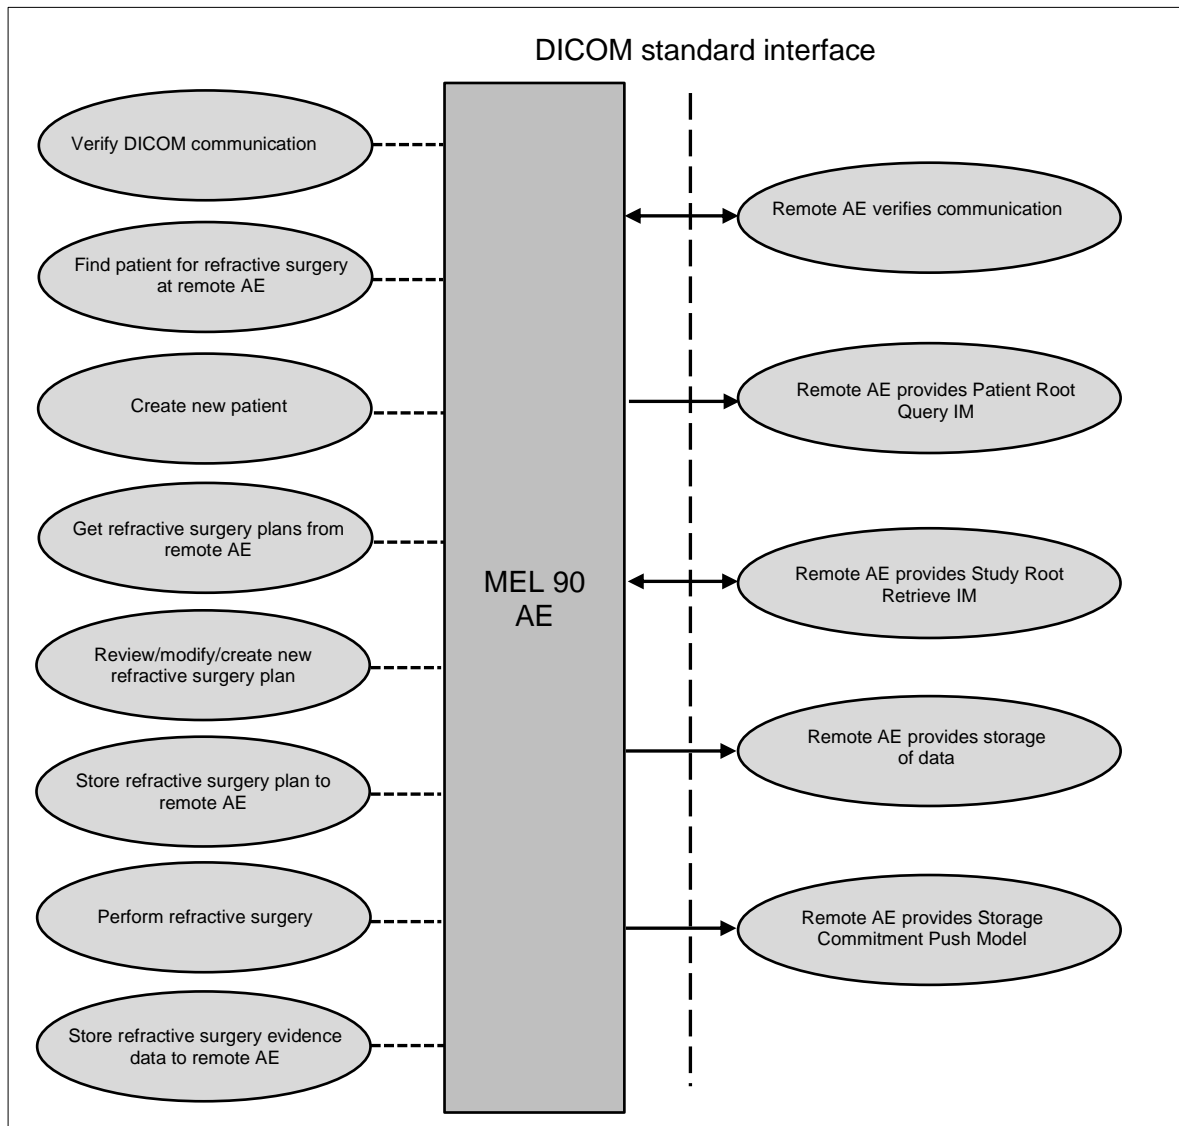 DICOM standard interface
Verify DICOM communication
Find patient for refractive surgery
at remote AE
Create new patient
Get refractive surgery plans from
remote AE
Review/modify/create new
refractive surgery plan
Store refractive surgery plan to
remote AE
Perform refractive surgery
Store refractive surgery evidence
data to remote AE
MEL 90
AE
Remote AE verifies communication
Remote AE provides Patient Root
Query IM
Remote AE provides Study Root
Retrieve IM
Remote AE provides storage
of data
Remote AE provides Storage
Commitment Push Model